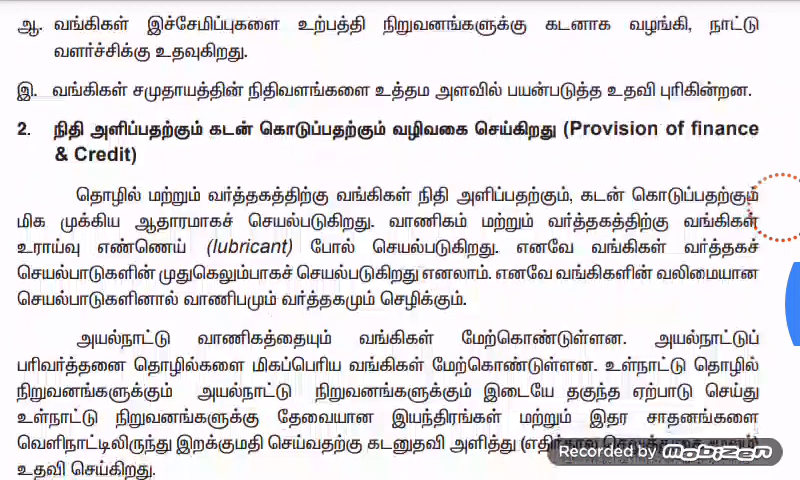 ஆ. வங்கிகள் இச்சேமிப்புகளை உற்பத்தி நிறுவனங்களுக்கு கடனாக வழங்கி, நாட்டு
வளர்ச்சிக்கு உதவுகிறது.
இ. வங்கிகள் சமுதாயத்தின் நிதிவளங்களை உத்தம அளவில் பயன்படுத்த உதவி புரிகின்றன.
2. நிதி அளிப்பதற்கும் கடன் கொடுப்பதற்கும் வழிவகை செய்கிறது (Provision of finance
& Credit)
தொழில் மற்றும் வர்த்தகத்திற்கு வங்கிகள் நிதி அளிப்பதற்கும், கடன் கொடுப்பதற்கும்
மிக முக்கிய ஆதாரமாகச் செயல்படுகிறது. வாணிகம் மற்றும் வர்த்தகத்திற்கு வங்கிகள்
உராய்வு எண்ணெய் (lubricant) போல் செயல்படுகிறது. எனவே வங்கிகள் வர்த்தகச்
செயல்பாடுகளின் முதுகெலும்பாகச் செயல்படுகிறது எனலாம். எனவே வங்கிகளின் வலிமையான
செயல்பாடுகளினால் வாணிபமும் வர்த்தகமும் செழிக்கும்.
அயல்நாட்டு வாணிகத்தையும் வங்கிகள் மேற்கொண்டுள்ளன. அயல்நாட்டுப்
பரிவர்த்தனை தொழில்களை மிகப்பெரிய வங்கிகள் மேற்கொண்டுள்ளன. உள்நாட்டு தொழில்
நிறுவனங்களுக்கும் அயல்நாட்டு நிறுவனங்களுக்கும் இடையே தகுந்த ஏற்பாடு செய்து
உள்நாட்டு நிறுவனங்களுக்கு தேவையான இயந்திரங்கள் மற்றும் இதர சாதனங்களை
வெளிநாட்டிலிருந்து இறக்குமதி செய்வதற்கு கடனுதவி அளித்து
உதவி செய்கிறது.
Recorded by mobizen